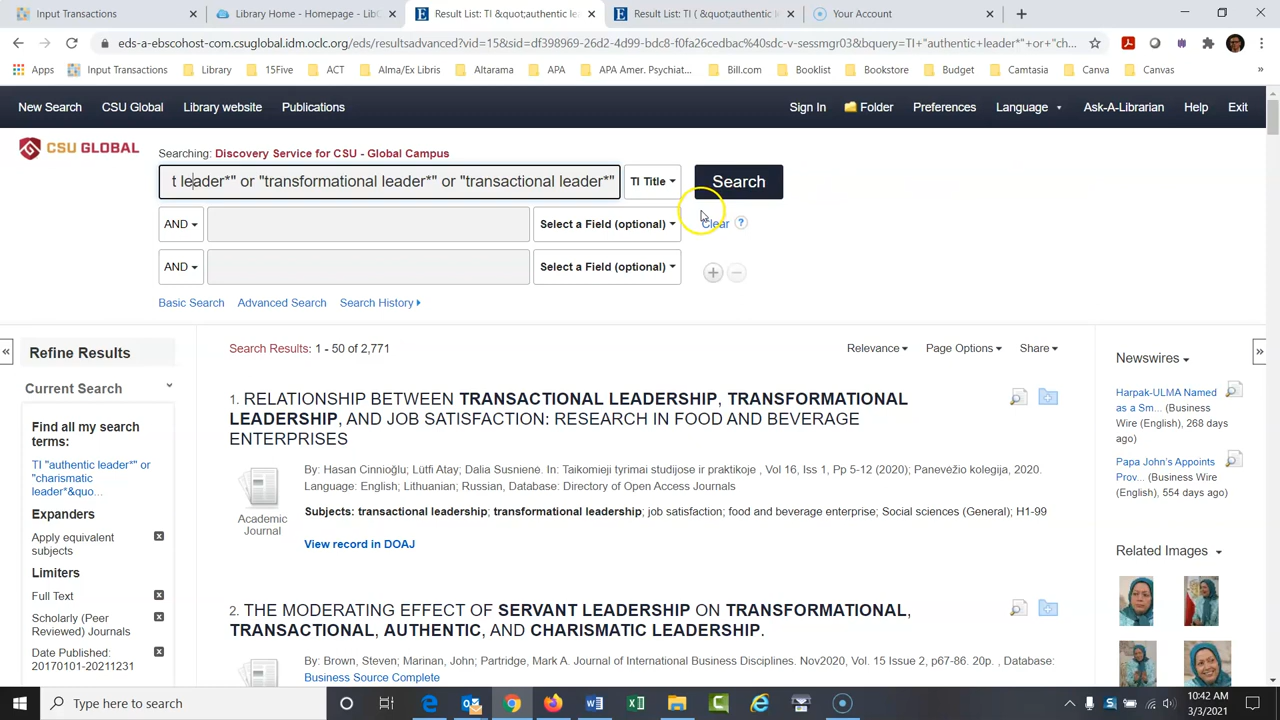 Input Transactions
Library Home - Homepage - LibG
Result List: TI &quot;authentic le
Result List: TI ( &quot;authentic lea
Your Account
eds-a-ebscohost-com.csuglobal.idm.oclc.org/eds/resultsadvanced?vid=15&sid=df398969-26d2-4d99-bdc8-f0fa26cedbac%40sdc-v-sessmgr03&bquery=TI+"authentic+leader*"+or+"ch...
Apps
Input Transactions
Library
15Five
ACT
Alma/Ex Libris
Altarama
APA
APA Amer. Psychiat...
Bill.com
Booklist
Bookstore
Budget
Camtasia
Canva
Canvas
New Search
CSU Global
Library website
Publications
Sign In
Folder
Preferences
Language
Ask-A-Librarian
Help
Exit
CSU GLOBAL
Searching: Discovery Service for CSU - Global Campus
t leader*" or "transformational leader*" or "transactional leader*"
TI Title
Search
AND
Select a Field (optional)
Clear
?
AND
Select a Field (optional)
Basic Search
Advanced Search
Search History
Refine Results
Current Search
Find all my search
terms:
TI "authentic leader*" or
"charismatic
leader*&quo...
Expanders
Apply equivalent
subjects
Limiters
Full Text
Scholarly (Peer
Reviewed) Journals
Date Published:
20170101-20211231
Search Results: 1 - 50 of 2,771
Relevance
Page Options
Share
1. RELATIONSHIP BETWEEN TRANSACTIONAL LEADERSHIP, TRANSFORMATIONAL
LEADERSHIP, AND JOB SATISFACTION: RESEARCH IN FOOD AND BEVERAGE
ENTERPRISES
By: Hasan Cinnioğlu; Lütfi Atay; Dalia Susniene. In: Taikomieji tyrimai studijose ir praktikoje , Vol 16, Iss 1, Pp 5-12 (2020); Panevėžio kolegija, 2020.
Language: English; Lithuanian; Russian, Database: Directory of Open Access Journals
Academic
Journal
Subjects: transactional leadership; transformational leadership; job satisfaction; food and beverage enterprise; Social sciences (General); H1-99
View record in DOAJ
2. THE MODERATING EFFECT OF SERVANT LEADERSHIP ON TRANSFORMATIONAL,
TRANSACTIONAL, AUTHENTIC, AND CHARISMATIC LEADERSHIP.
By: Brown, Steven; Marinan, John; Partridge, Mark A. Journal of International Business Disciplines. Nov2020, Vol. 15 Issue 2, p67-86. 20p. , Database:
Business Source Complete
Newswires
Harpak-ULMA Named
as a Sm... (Business
Wire (English), 268 days
ago)
Papa John's Appoints
Prov... (Business Wire
(English), 554 days ago)
Related Images
Type here to search
10:42 AM
3/3/2021